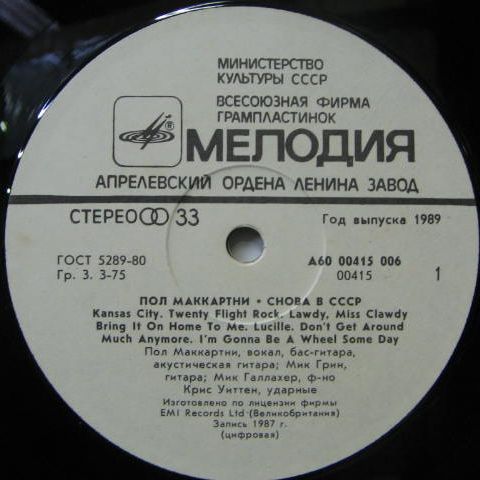 МИНИСТЕРСТВО
КУЛЬТУРЫ СССР
ВСЕСОЮЗНАЯ ФИРМА
ГРАМПЛАСТИНОК
МЕЛОДИЯ
АПРЕЛЕВСКИЙ ОРДЕНА ЛЕНИНА ЗАВОД
СТЕРЕО 33 Год выпуска 1989
ГОСТ 5289-80 А60 00415 006
Гр. 3. 3-75 00415 1
ПОЛ МАККАРТНИ • СНОВА В СССР
Kansas City. Twenty Flight Rock. Lawdy, Miss Clawdy
Bring It On Home To Me. Lucille. Don't Get Around
Much Anymore. I'm Gonna Be A Wheel Some Day
Пол Маккартни, вокал, бас-гитара,
акустическая гитара; Мик Грин,
гитара; Мик Галлахер, ф-но
Крис Уиттен, ударные
Изготовлено по лицензии фирмы
EMI Records Ltd (Великобритания)
Запись 1987 г.
(цифровая)